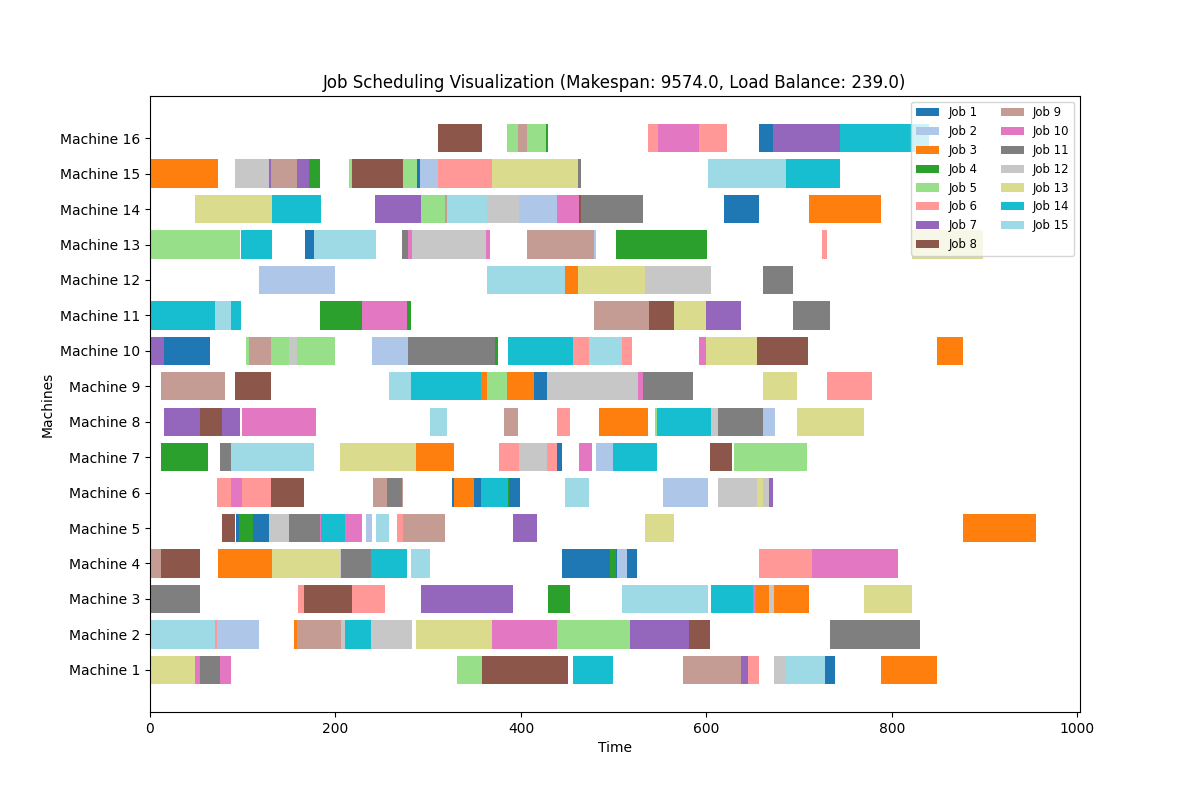 Job Scheduling Visualization (Makespan: 9574.0, Load Balance: 239.0)
Machines
Machine 16
Machine 15
Machine 14
Machine 13
Machine 12
Machine 11
Machine 10
Machine 9
Machine 8
Machine 7
Machine 6
Machine 5
Machine 4
Machine 3
Machine 2
Machine 1
Job 1
Job 2
Job 3
Job 4
Job 5
Job 6
Job 7
Job 8
Job 9
Job 10
Job 11
Job 12
Job 13
Job 14
Job 15
0 200 400 600 800 1000
Time